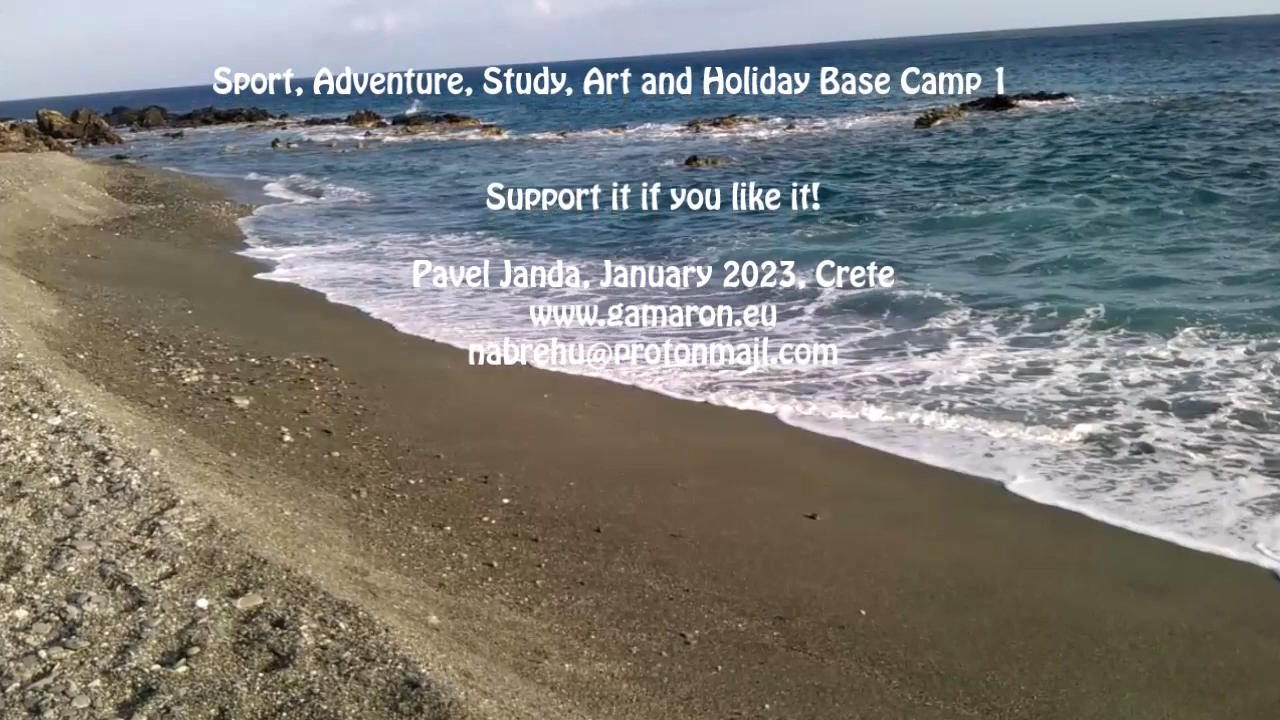 Sport, Adventure, Study, Art and Holiday Base Camp 1
Support it if you like it!
Pavel Janda, January 2023, Crete
www.gamaron.eu
nabrehu@protonmail.com